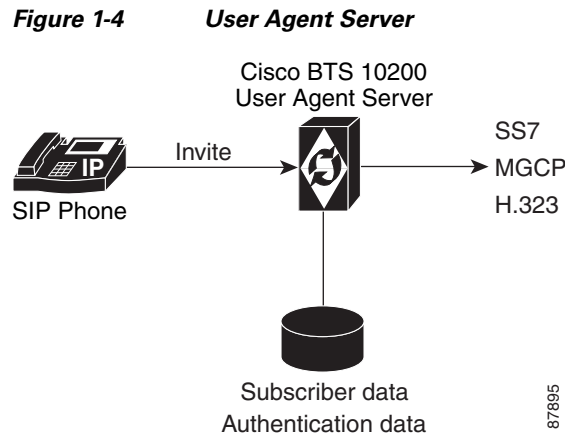 Figure 1-4 User Agent Server
Cisco BTS 10200
User Agent Server
Invite
IP
SIP Phone
SS7
MGCP
H.323
Subscriber data
Authentication data
87895